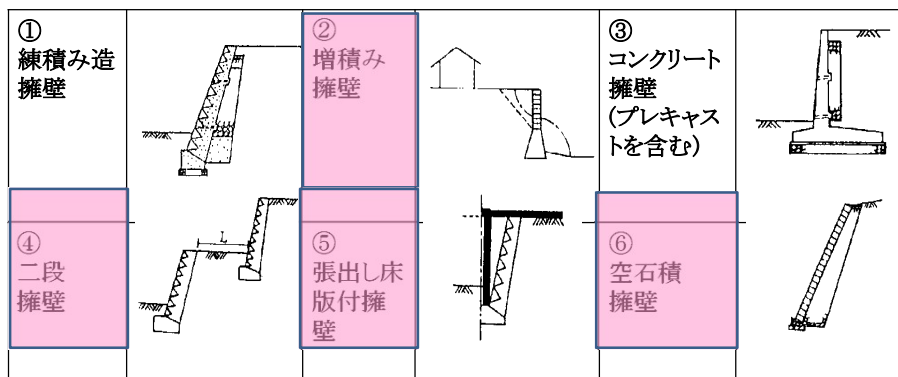 ①
練積み造
擁壁
②
増積み
擁壁
③
コンクリート
擁壁
(プレキャス
トを含む)
④
二段
擁壁
L
⑤
張出し床
版付擁
壁
⑥
空石積
擁壁